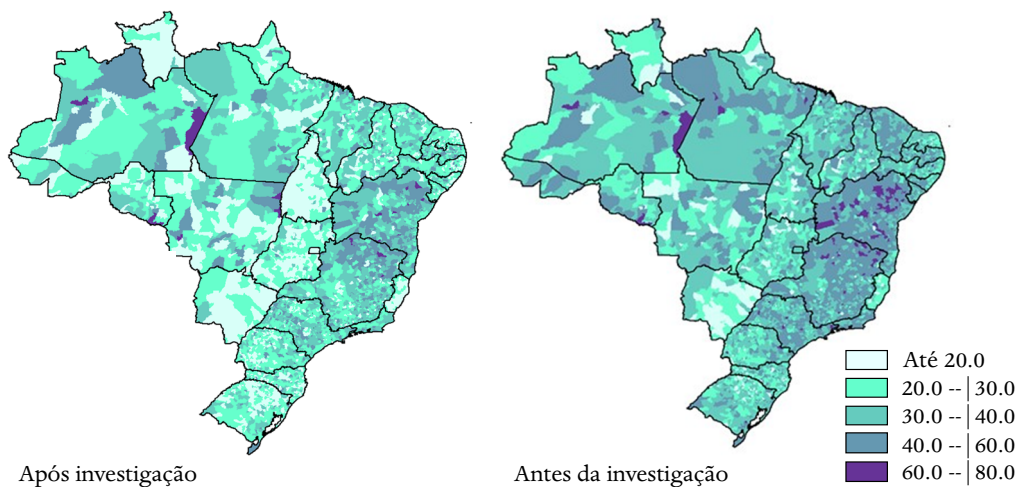 Até 20.0
20.0 --|30.0
30.0 --|40.0
40.0 --|60.0
60.0 --|80.0
Após investigação
Antes da investigação